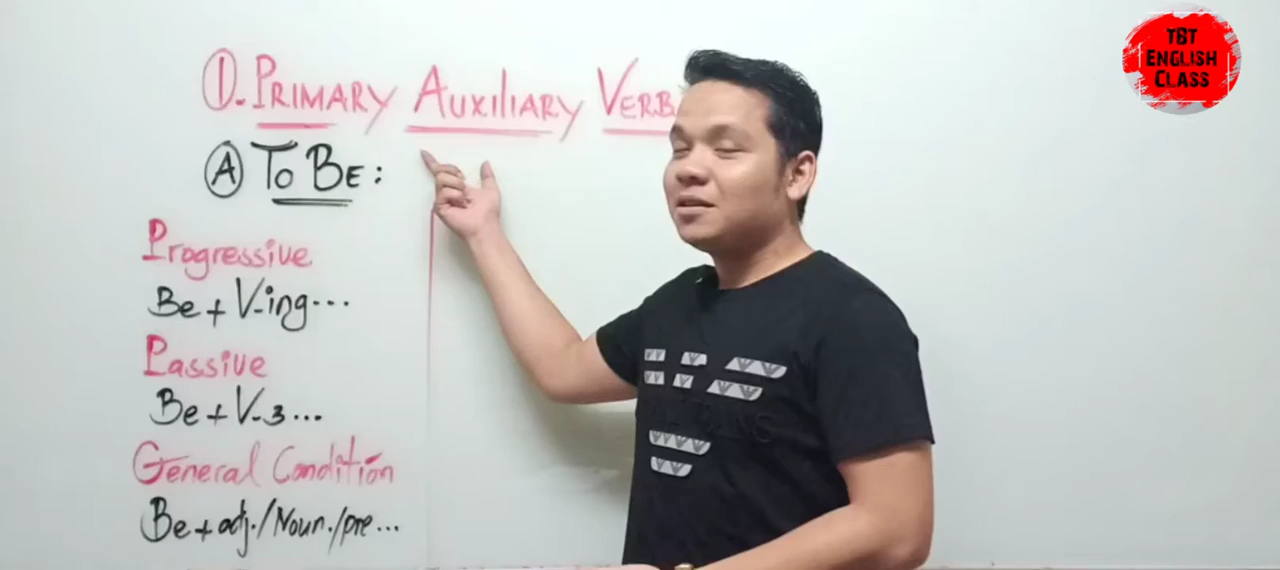 1. PRIMARY AUXILIARY VERB
A TO BE:
Progressive
Be + V-ing...
Passive
Be + V-3...
General Condition
Be + adj./Noun./pre...
TBT
ENGLISH
CLASS